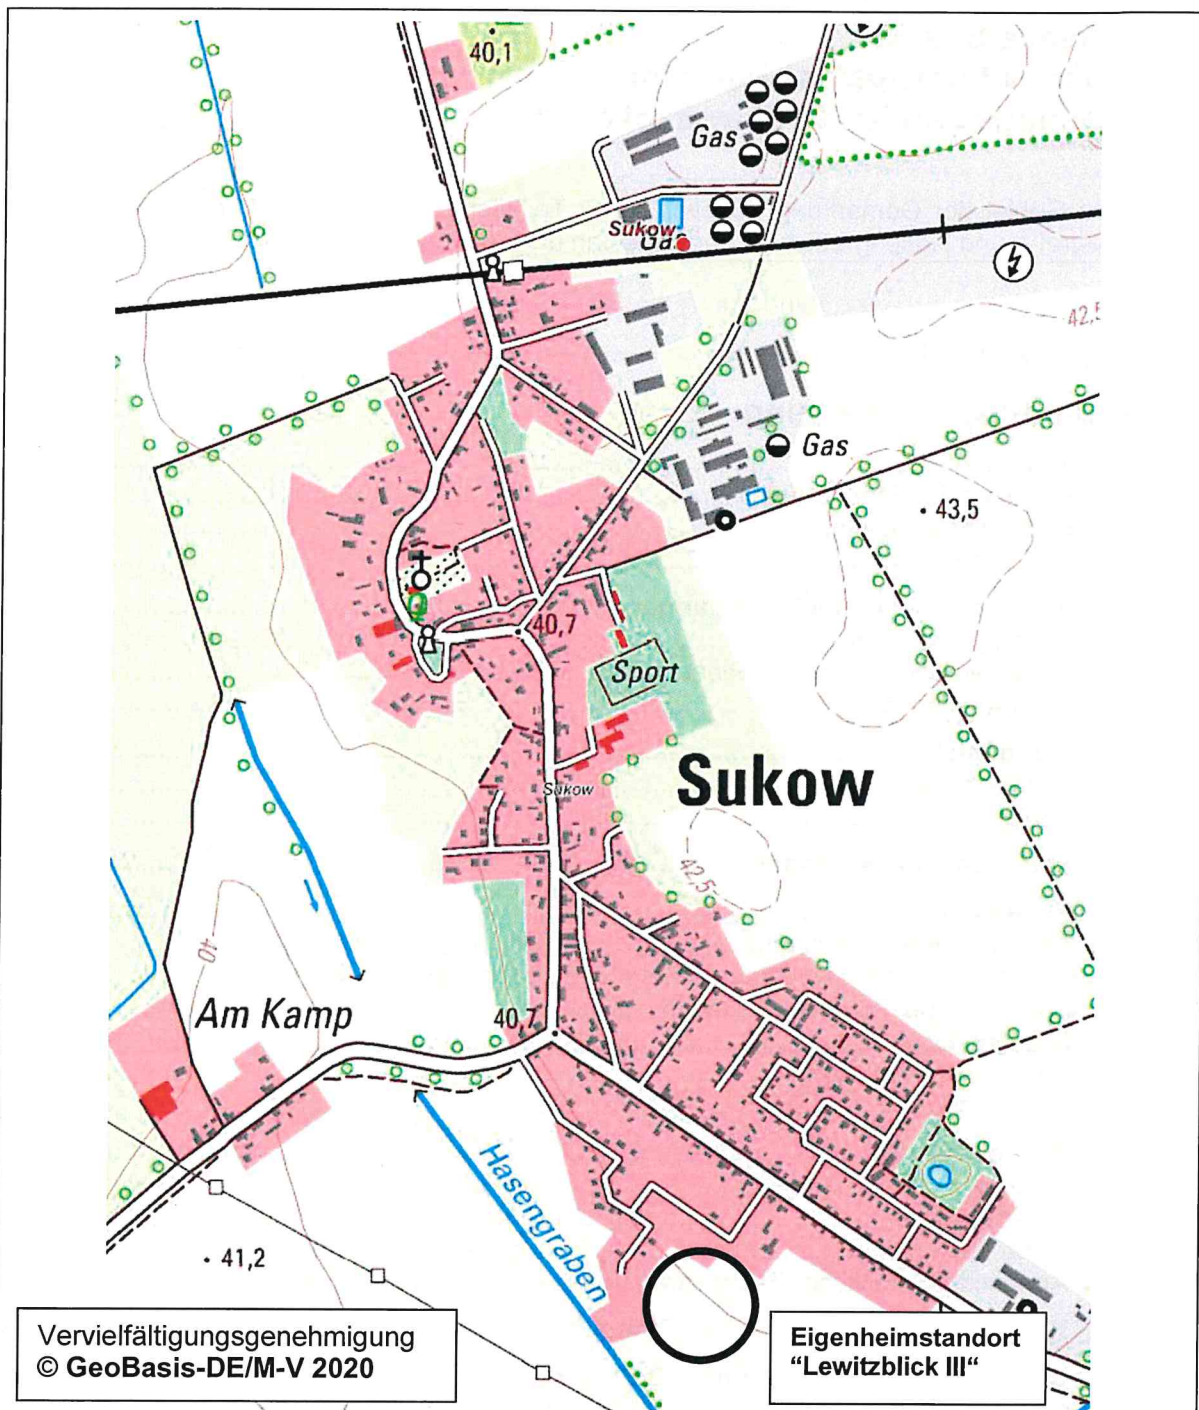 40,1
Gas
Sukow
Gas
42,5
Gas
43,5
40,7
Sport
Sukow
Sukow
42,5
40
Am Kamp
40,7
Hasengraben
41,2
Vervielfältigungsgenehmigung
© GeoBasis-DE/M-V 2020
Eigenheimstandort
“Lewitzblick III“